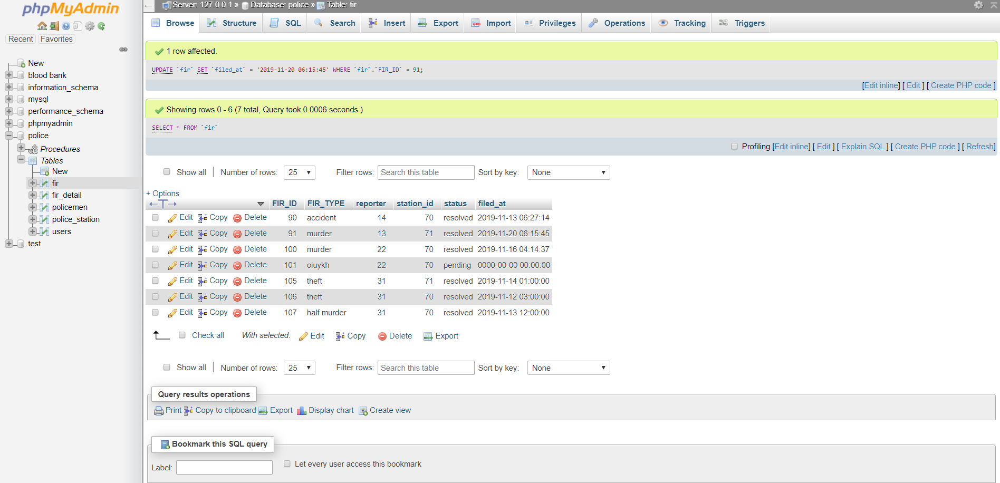 phpMyAdmin
Recent Favorites
New
blood bank
information_schema
mysql
performance_schema
phpmyadmin
police
Procedures
Tables
New
fir
fir_detail
policemen
police_station
users
test
Server: 127.0.0.1 » Database: police » Table: fir
Browse Structure SQL Search Insert Export Import Privileges Operations Tracking Triggers
1 row affected.
UPDATE `fir` SET `filed_at` = '2019-11-20 06:15:45' WHERE `fir`.`FIR_ID` = 91;
[Edit inline] [ Edit ] [ Create PHP code ]
Showing rows 0 - 6 (7 total, Query took 0.0006 seconds.)
SELECT * FROM `fir`
Profiling [Edit inline] [ Edit ] [ Explain SQL ] [ Create PHP code ] [ Refresh]
Show all | Number of rows: 25 Filter rows: Search this table Sort by key: None
+ Options
←T→ FIR_ID FIR_TYPE reporter station_id status filed_at
Edit Copy Delete 90 accident 14 70 resolved 2019-11-13 06:27:14
Edit Copy Delete 91 murder 13 71 resolved 2019-11-20 06:15:45
Edit Copy Delete 100 murder 22 70 resolved 2019-11-16 04:14:37
Edit Copy Delete 101 oiuykh 22 70 pending 0000-00-00 00:00:00
Edit Copy Delete 105 theft 31 71 resolved 2019-11-14 01:00:00
Edit Copy Delete 106 theft 31 70 resolved 2019-11-12 03:00:00
Edit Copy Delete 107 half murder 31 70 resolved 2019-11-13 12:00:00
Check all With selected: Edit Copy Delete Export
Show all | Number of rows: 25 Filter rows: Search this table Sort by key: None
Query results operations
Print Copy to clipboard Export Display chart Create view
Bookmark this SQL query
Label: Let every user access this bookmark